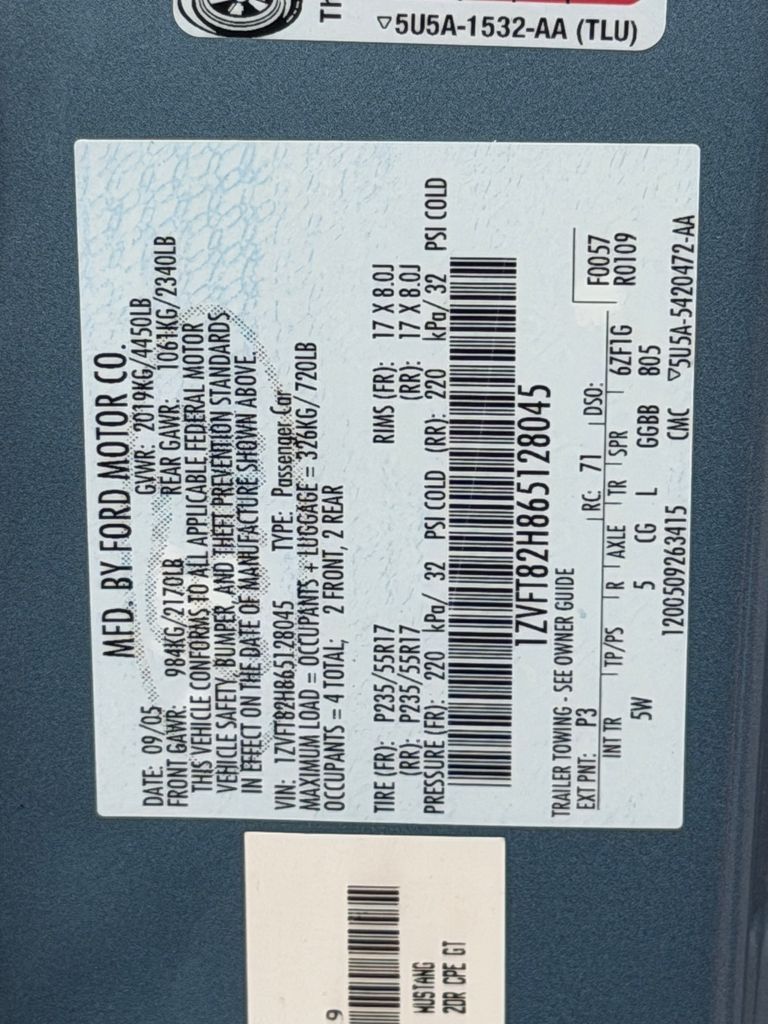 TH
▽5U5A-1532-AA (TLU)
MFD. BY FORD MOTOR CO.
DATE: 09/05 GVWR: 2019KG/4450LB
FRONT GAWR: 984KG/2170LB REAR GAWR: 1061KG/2340LB
THIS VEHICLE CONFORMS TO ALL APPLICABLE FEDERAL MOTOR
VEHICLE SAFETY, BUMPER, AND THEFT PREVENTION STANDARDS
IN EFFECT ON THE DATE OF MANUFACTURE SHOWN ABOVE.
VIN: 1ZVFT82H865128045 TYPE: Passenger Car
MAXIMUM LOAD = OCCUPANTS + LUGGAGE = 326KG/720LB
OCCUPANTS = 4 TOTAL; 2 FRONT, 2 REAR
TIRE (FR): P235/55R17 RIMS (FR): 17 X 8.0J
(RR): P235/55R17 (RR): 17 X 8.0J
PRESSURE (FR): 220 kPa/ 32 PSI COLD (RR): 220 kPa/ 32 PSI COLD
1ZVFT82H865128045
TRAILER TOWING - SEE OWNER GUIDE
EXT PNT: P3 RC: 71 DSO: F0057
R0109
INT TR TP/PS R AXLE TR SPR 6ZF1G
5W 5 CG L GGBB 805
1200509263415 CMC ▽5U5A-5420472-AA
9
MUSTANG
2DR CPE GT